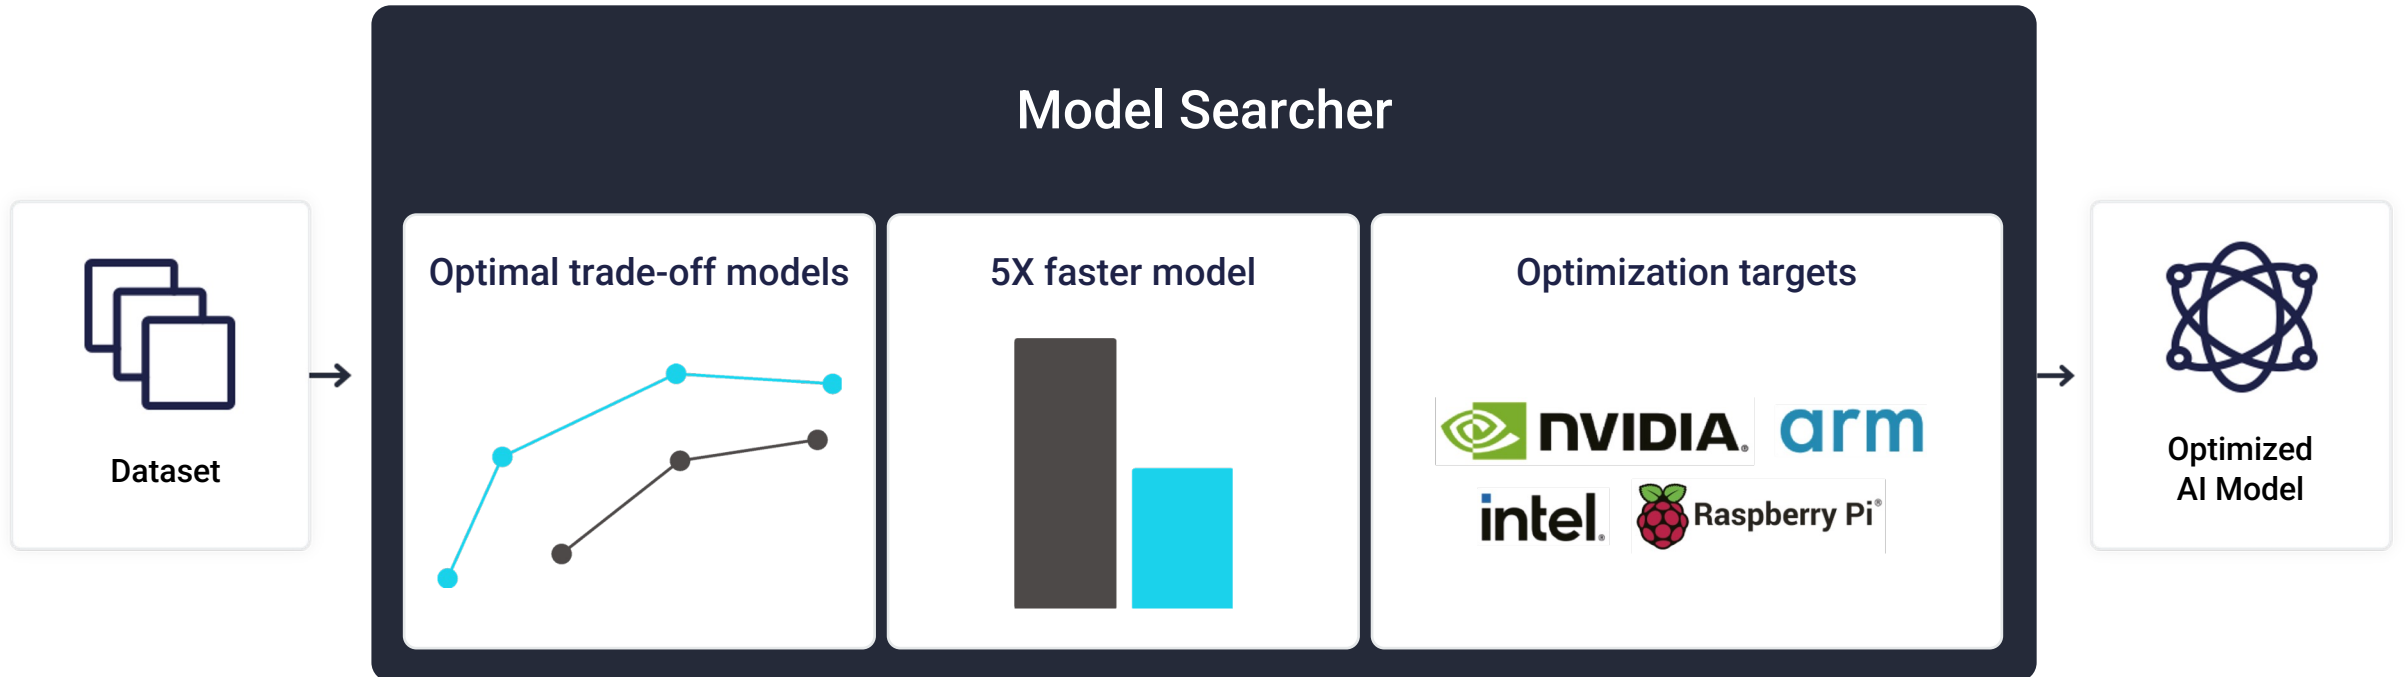 Model Searcher
Dataset
Optimal trade-off models
5X faster model
Optimization targets
NVIDIA®
arm
intel®
Raspberry Pi®
Optimized
AI Model